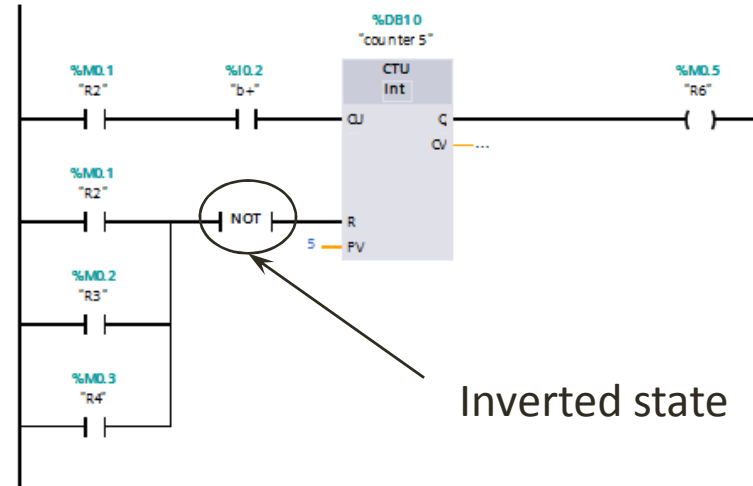 %DB10
"counter 5"
%M0.1
"R2"
%I0.2
"b+"
CTU
Int
%M0.5
"R6"
CU
Q
CV
...
%M0.1
"R2"
NOT
R
5
PV
%M0.2
"R3"
%M0.3
"R4"
Inverted state